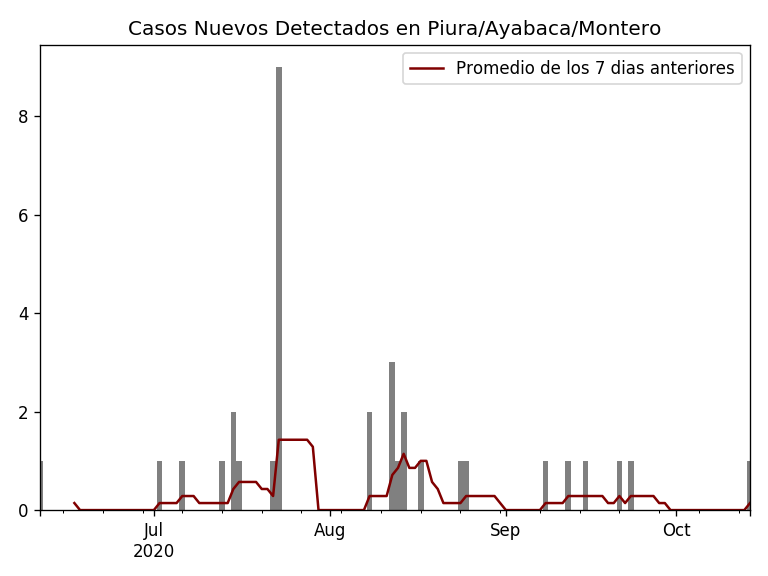 Casos Nuevos Detectados en Piura/Ayabaca/Montero
Promedio de los 7 dias anteriores
8
6
4
2
0
Jul
2020
Aug
Sep
Oct